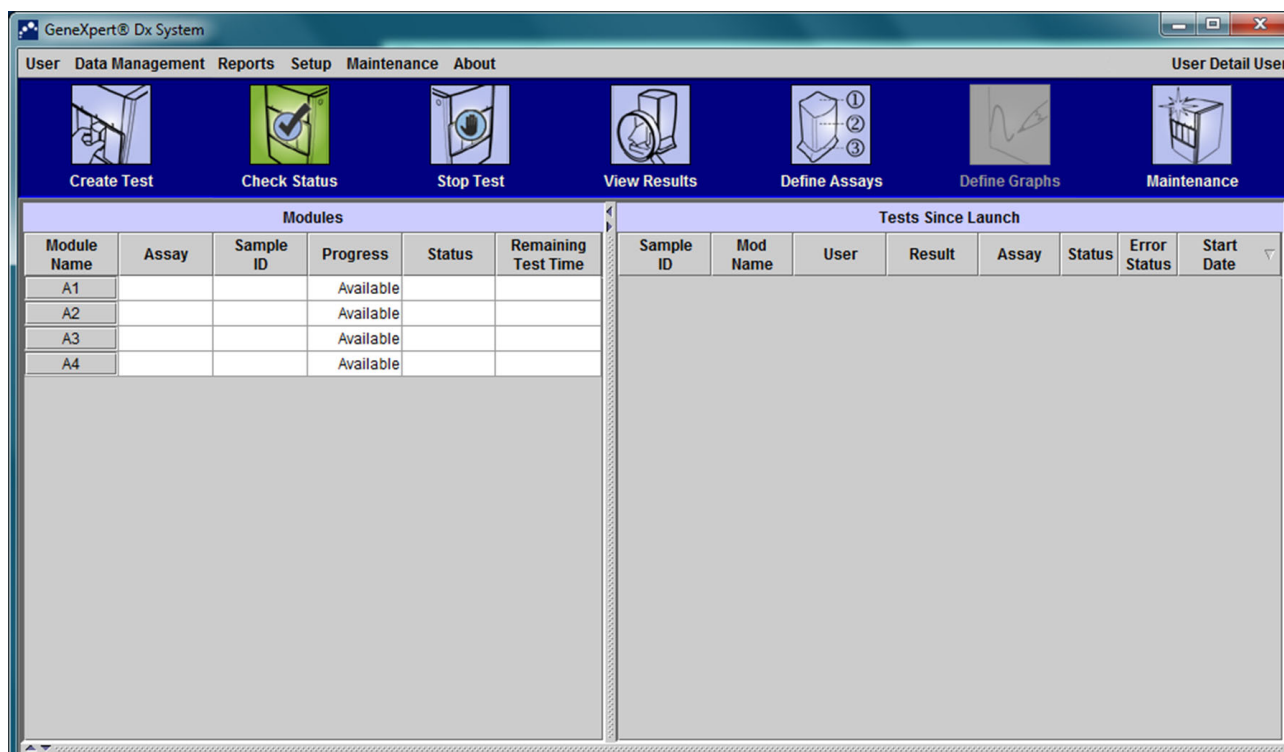 GeneXpert® Dx System
User Data Management Reports Setup Maintenance About User Detail User
① ② ③
Create Test Check Status Stop Test View Results Define Assays Define Graphs Maintenance
Modules Tests Since Launch
Module Name Assay Sample ID Progress Status Remaining Test Time Sample ID Mod Name User Result Assay Status Error Status Start Date
A1 Available
A2 Available
A3 Available
A4 Available